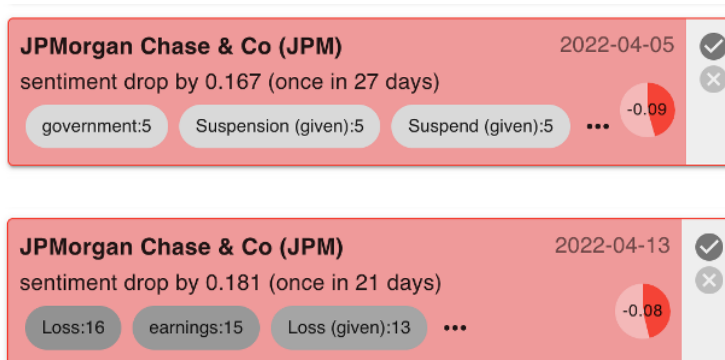 JPMorgan Chase & Co (JPM) 2022-04-05
sentiment drop by 0.167 (once in 27 days)
government:5 Suspension (given):5 Suspend (given):5 ••• -0.09
JPMorgan Chase & Co (JPM) 2022-04-13
sentiment drop by 0.181 (once in 21 days)
Loss:16 earnings:15 Loss (given):13 ••• -0.08